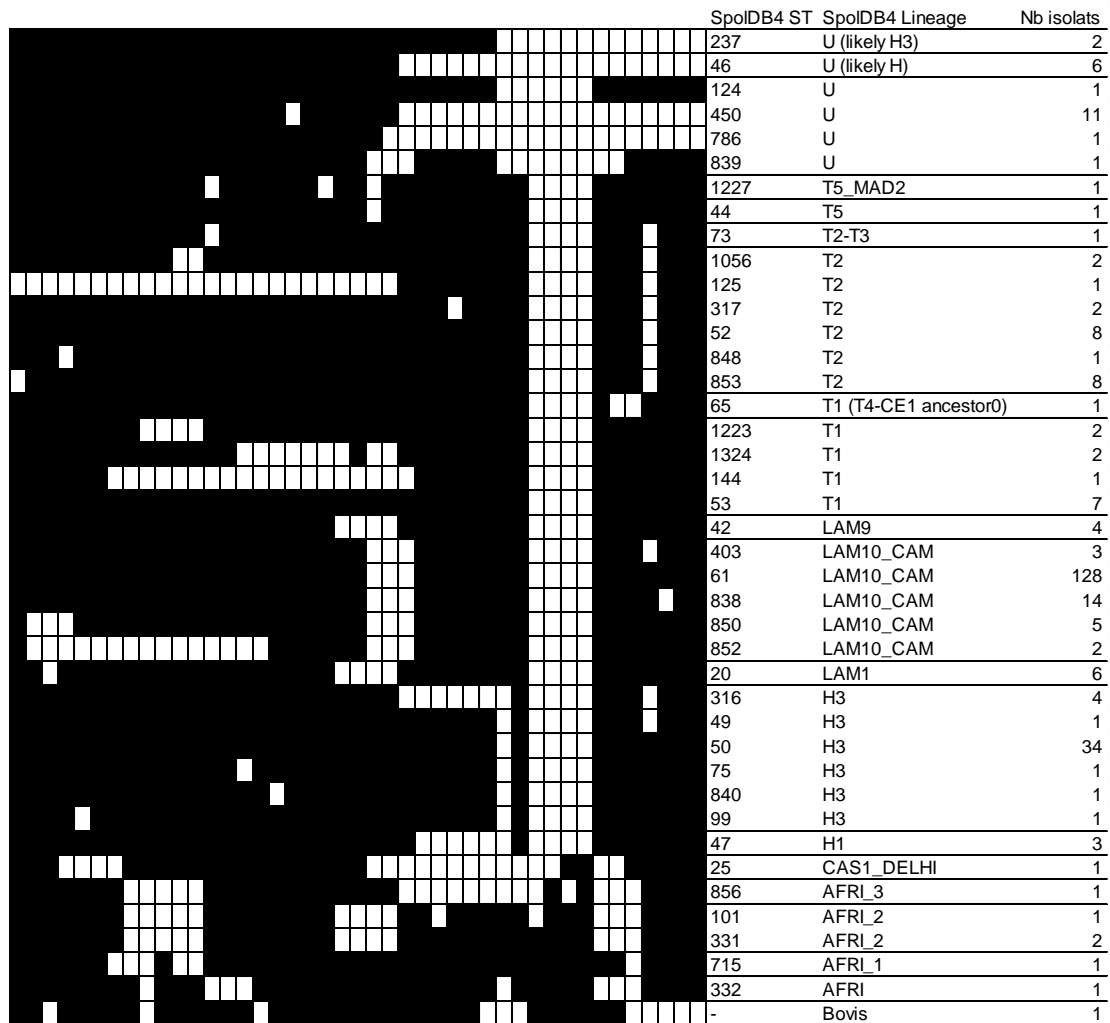 SpolDB4 ST SpolDB4 Lineage Nb isolats
237 U (likely H3) 2
46 U (likely H) 6
124 U 1
450 U 11
786 U 1
839 U 1
1227 T5_MAD2 1
44 T5 1
73 T2-T3 1
1056 T2 2
125 T2 1
317 T2 2
52 T2 8
848 T2 1
853 T2 8
65 T1 (T4-CE1 ancestor0) 1
1223 T1 2
1324 T1 2
144 T1 1
53 T1 7
42 LAM9 4
403 LAM10_CAM 3
61 LAM10_CAM 128
838 LAM10_CAM 14
850 LAM10_CAM 5
852 LAM10_CAM 2
20 LAM1 6
316 H3 4
49 H3 1
50 H3 34
75 H3 1
840 H3 1
99 H3 1
47 H1 3
25 CAS1_DELHI 1
856 AFRI_3 1
101 AFRI_2 1
331 AFRI_2 2
715 AFRI_1 1
332 AFRI 1
- Bovis 1